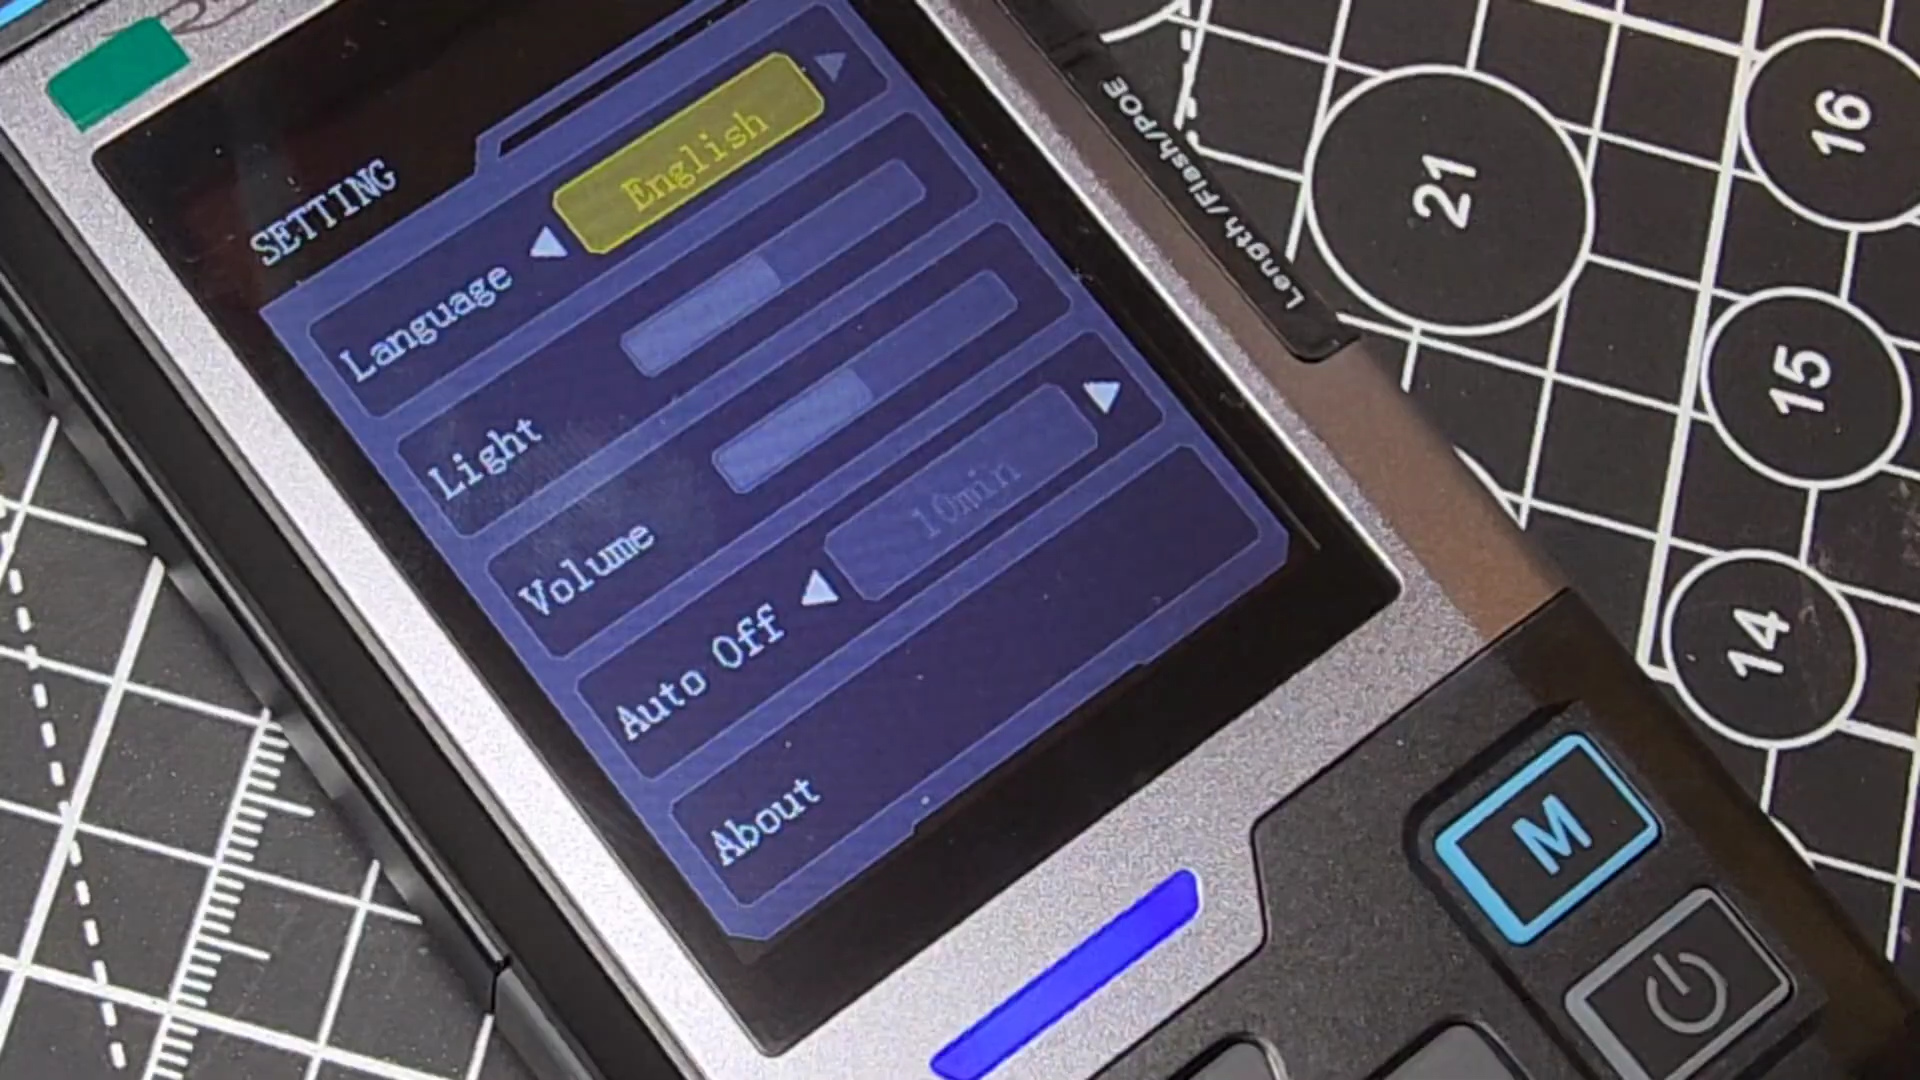 SETTING
Language English
Light
Volume
Auto Off 10min
About
Length/Flash/POE
M
21
16
15
14